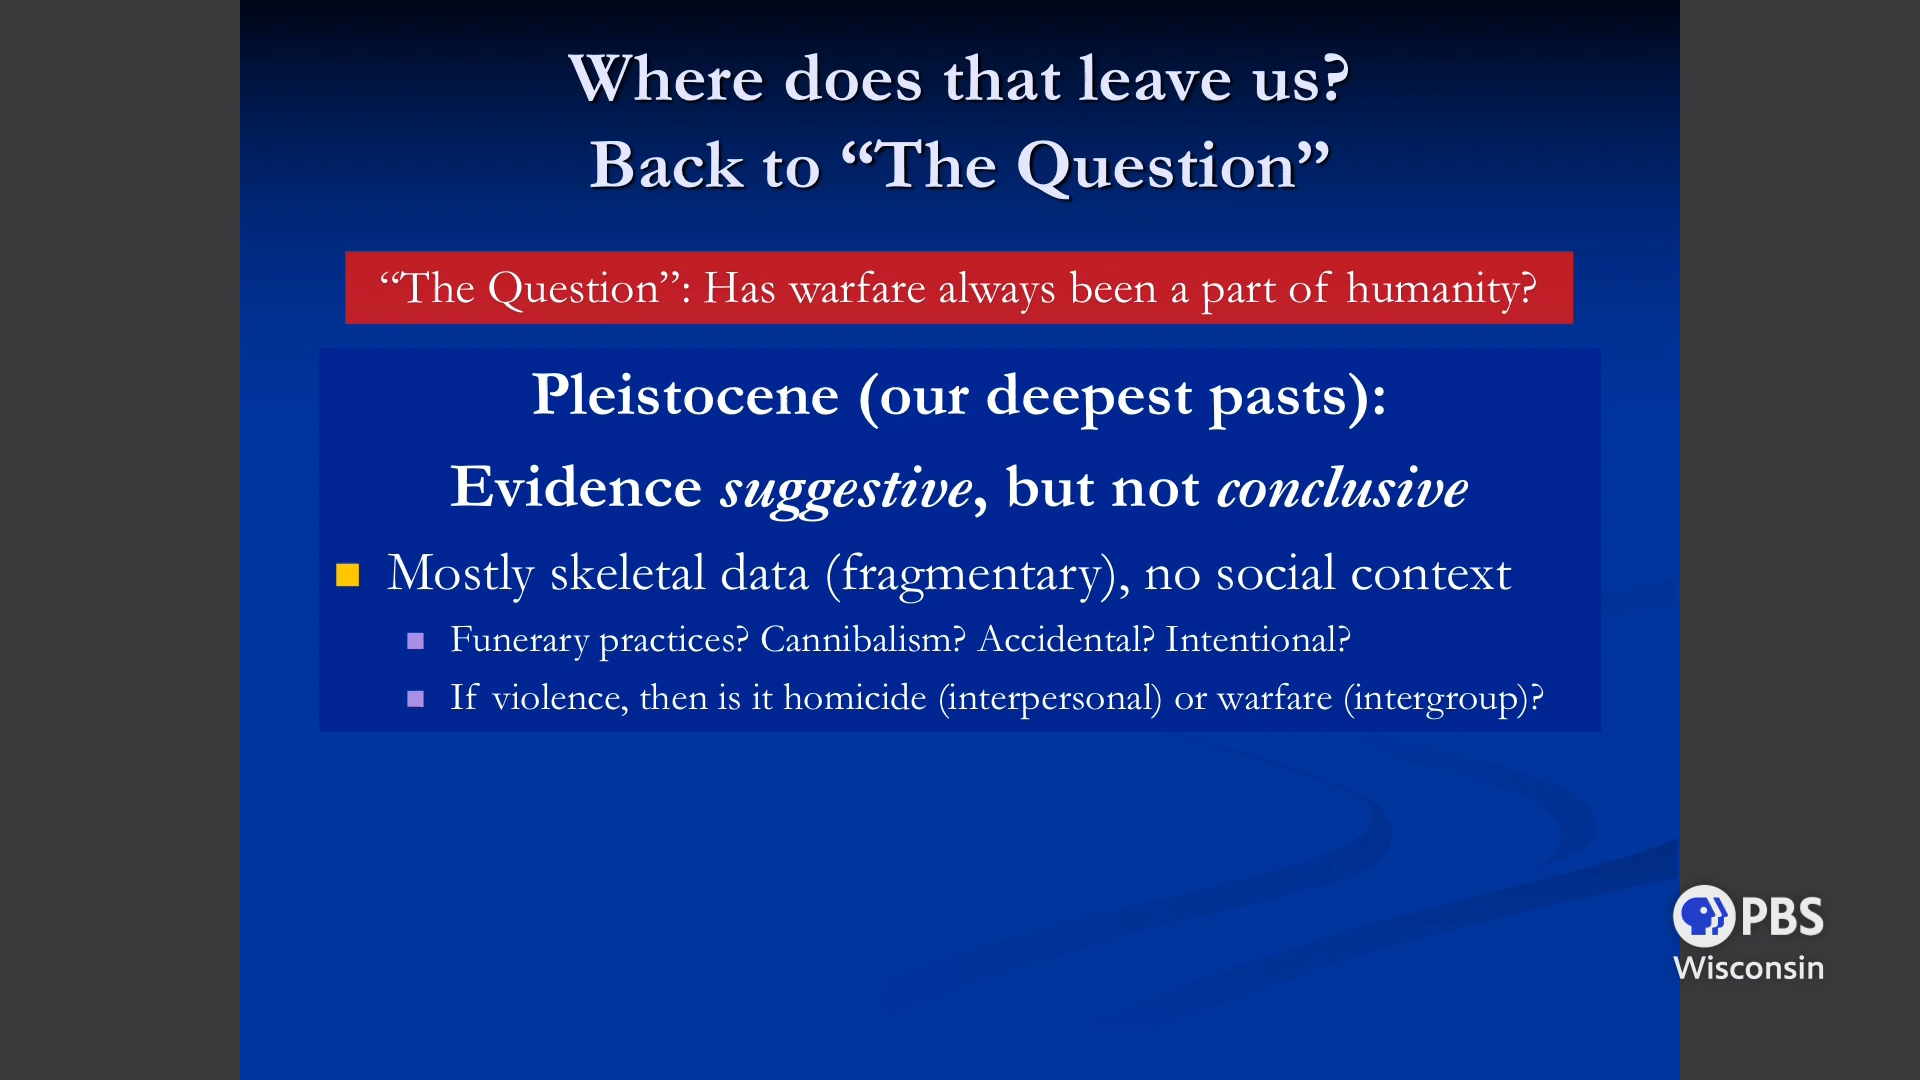 Where does that leave us?
Back to “The Question”
“The Question”: Has warfare always been a part of humanity?
Pleistocene (our deepest pasts):
Evidence suggestive, but not conclusive
Mostly skeletal data (fragmentary), no social context
Funerary practices? Cannibalism? Accidental? Intentional?
If violence, then is it homicide (interpersonal) or warfare (intergroup)?
PBS
Wisconsin